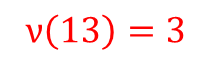 ν(13) = 3